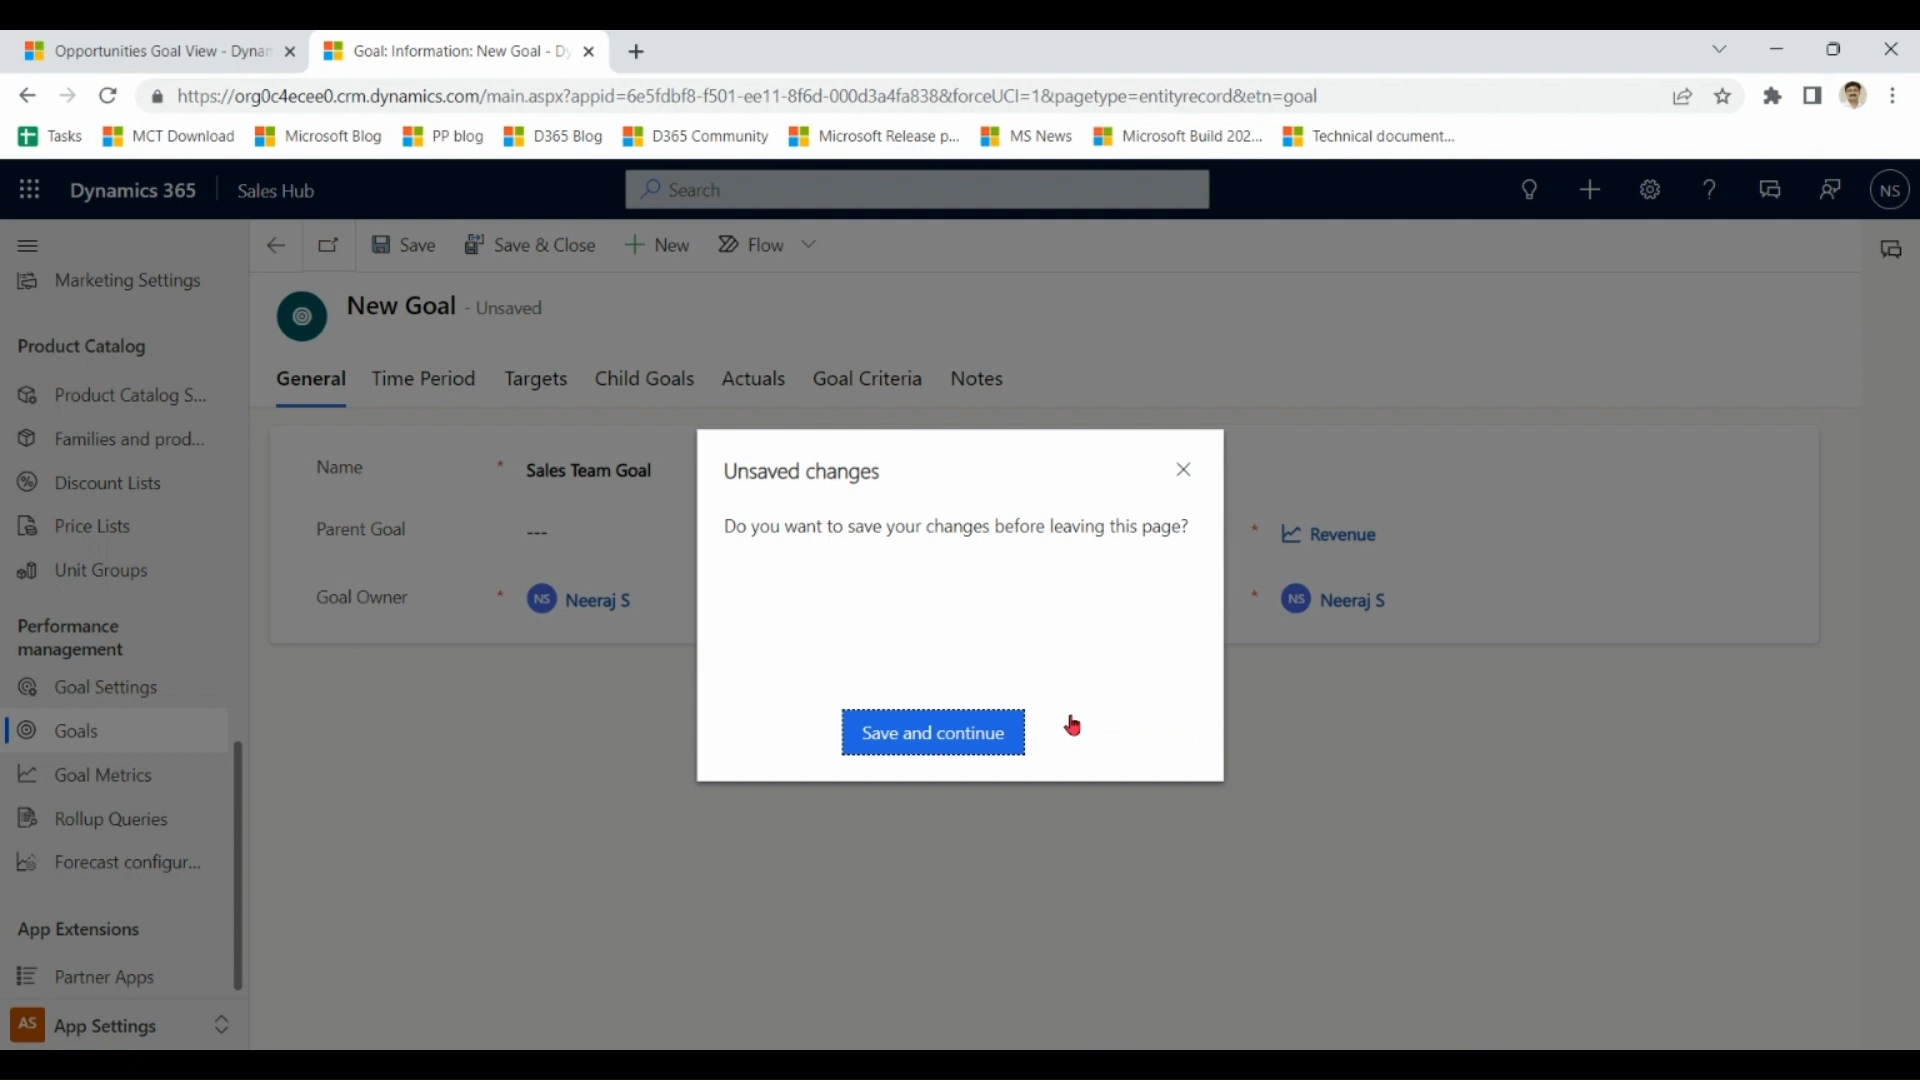 Opportunities Goal View - Dynan
Goal: Information: New Goal - Dy
https://org0c4ecee0.crm.dynamics.com/main.aspx?appid=6e5fdbf8-f501-ee11-8f6d-000d3a4fa838&forceUCI=1&pagetype=entityrecord&etn=goal
Tasks MCT Download Microsoft Blog PP blog D365 Blog D365 Community Microsoft Release p... MS News Microsoft Build 202... Technical document...
Dynamics 365 Sales Hub Search NS
Save Save & Close New Flow
Marketing Settings
Product Catalog
Product Catalog S...
Families and prod...
Discount Lists
Price Lists
Unit Groups
Performance
management
Goal Settings
Goals
Goal Metrics
Rollup Queries
Forecast configur...
App Extensions
Partner Apps
AS App Settings
New Goal - Unsaved
General Time Period Targets Child Goals Actuals Goal Criteria Notes
Name * Sales Team Goal
Parent Goal --- * Revenue
Goal Owner * NS Neeraj S * NS Neeraj S
Unsaved changes
Do you want to save your changes before leaving this page?
Save and continue